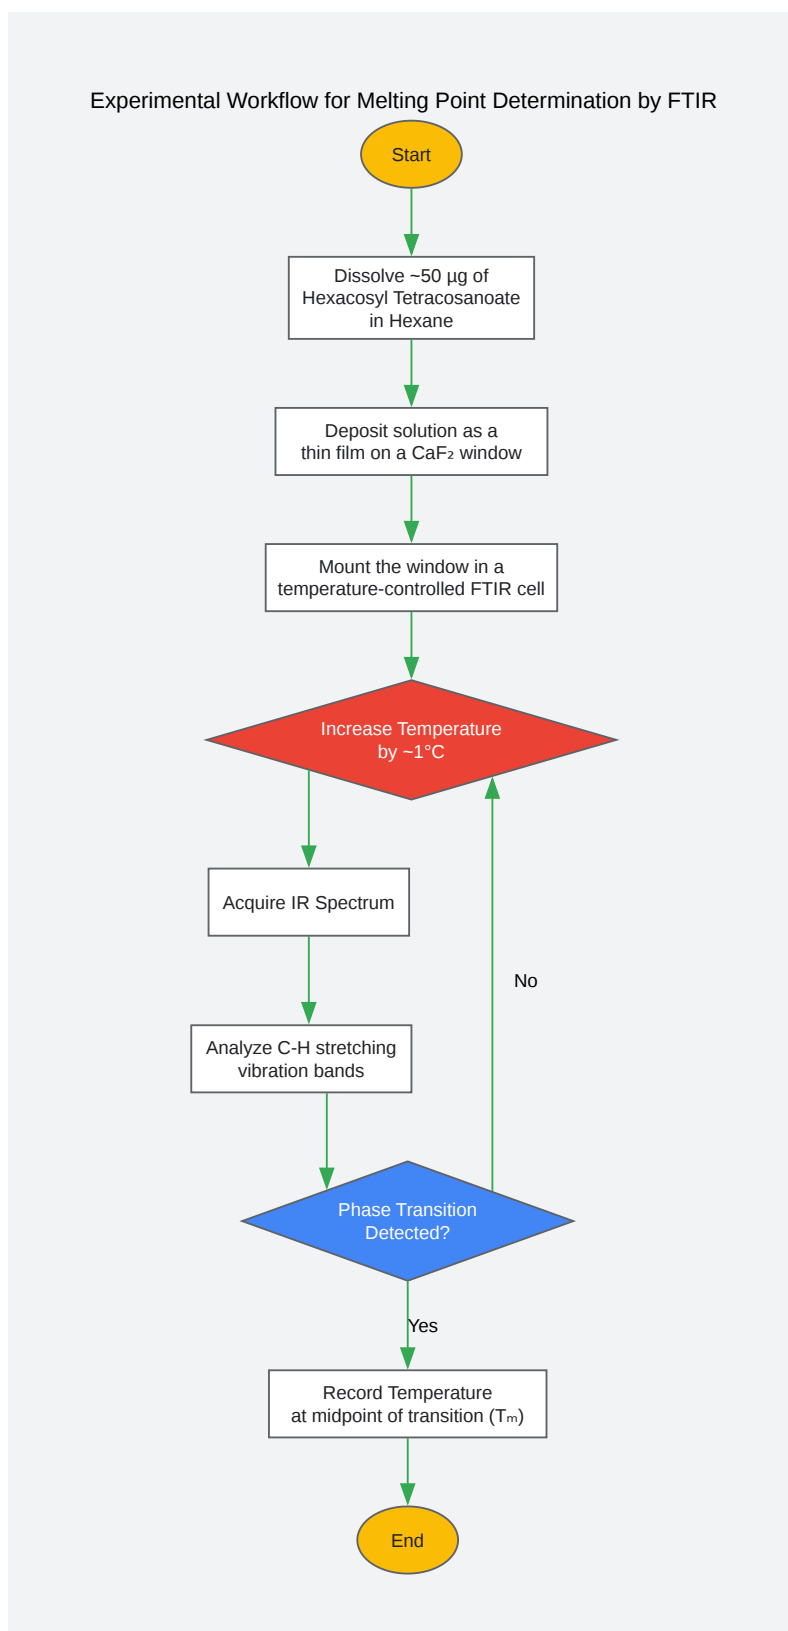 Experimental Workflow for Melting Point Determination by FTIR
Start
Dissolve ~50 µg of
Hexacosyl Tetracosanoate
in Hexane
Deposit solution as a
thin film on a CaF₂ window
Mount the window in a
temperature-controlled FTIR cell
Increase Temperature
by ~1°C
Acquire IR Spectrum
No
Analyze C-H stretching
vibration bands
Phase Transition
Detected?
Yes
Record Temperature
at midpoint of transition (Tₘ)
End